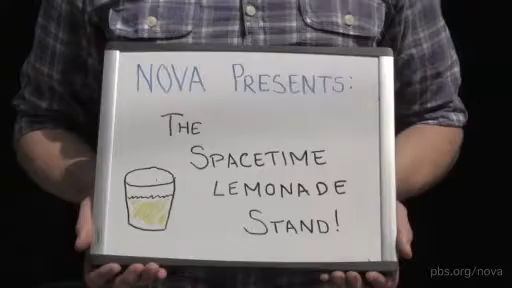 NOVA PRESENTS:
THE
SPACETIME
LEMONADE
STAND!
pbs.org/nova